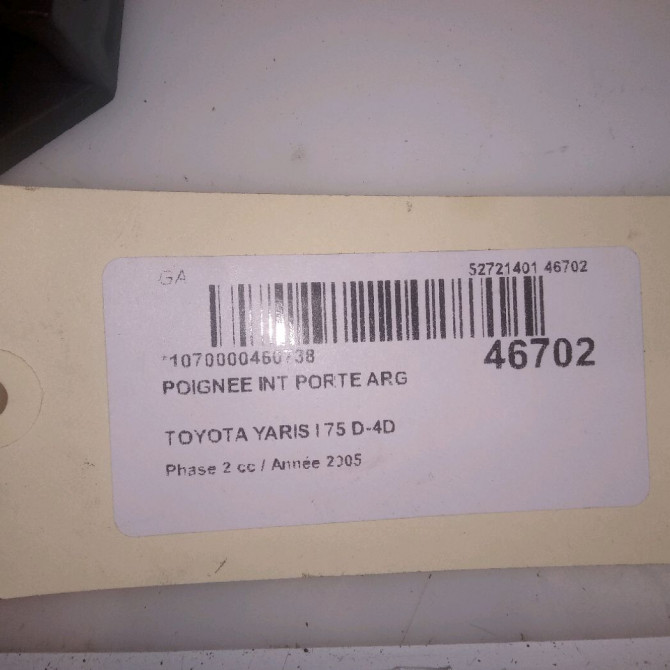 GA
52721401 46702
*1070000460738
46702
POIGNEE INT PORTE ARG
TOYOTA YARIS I 75 D-4D
Phase 2 cc / Année 2005